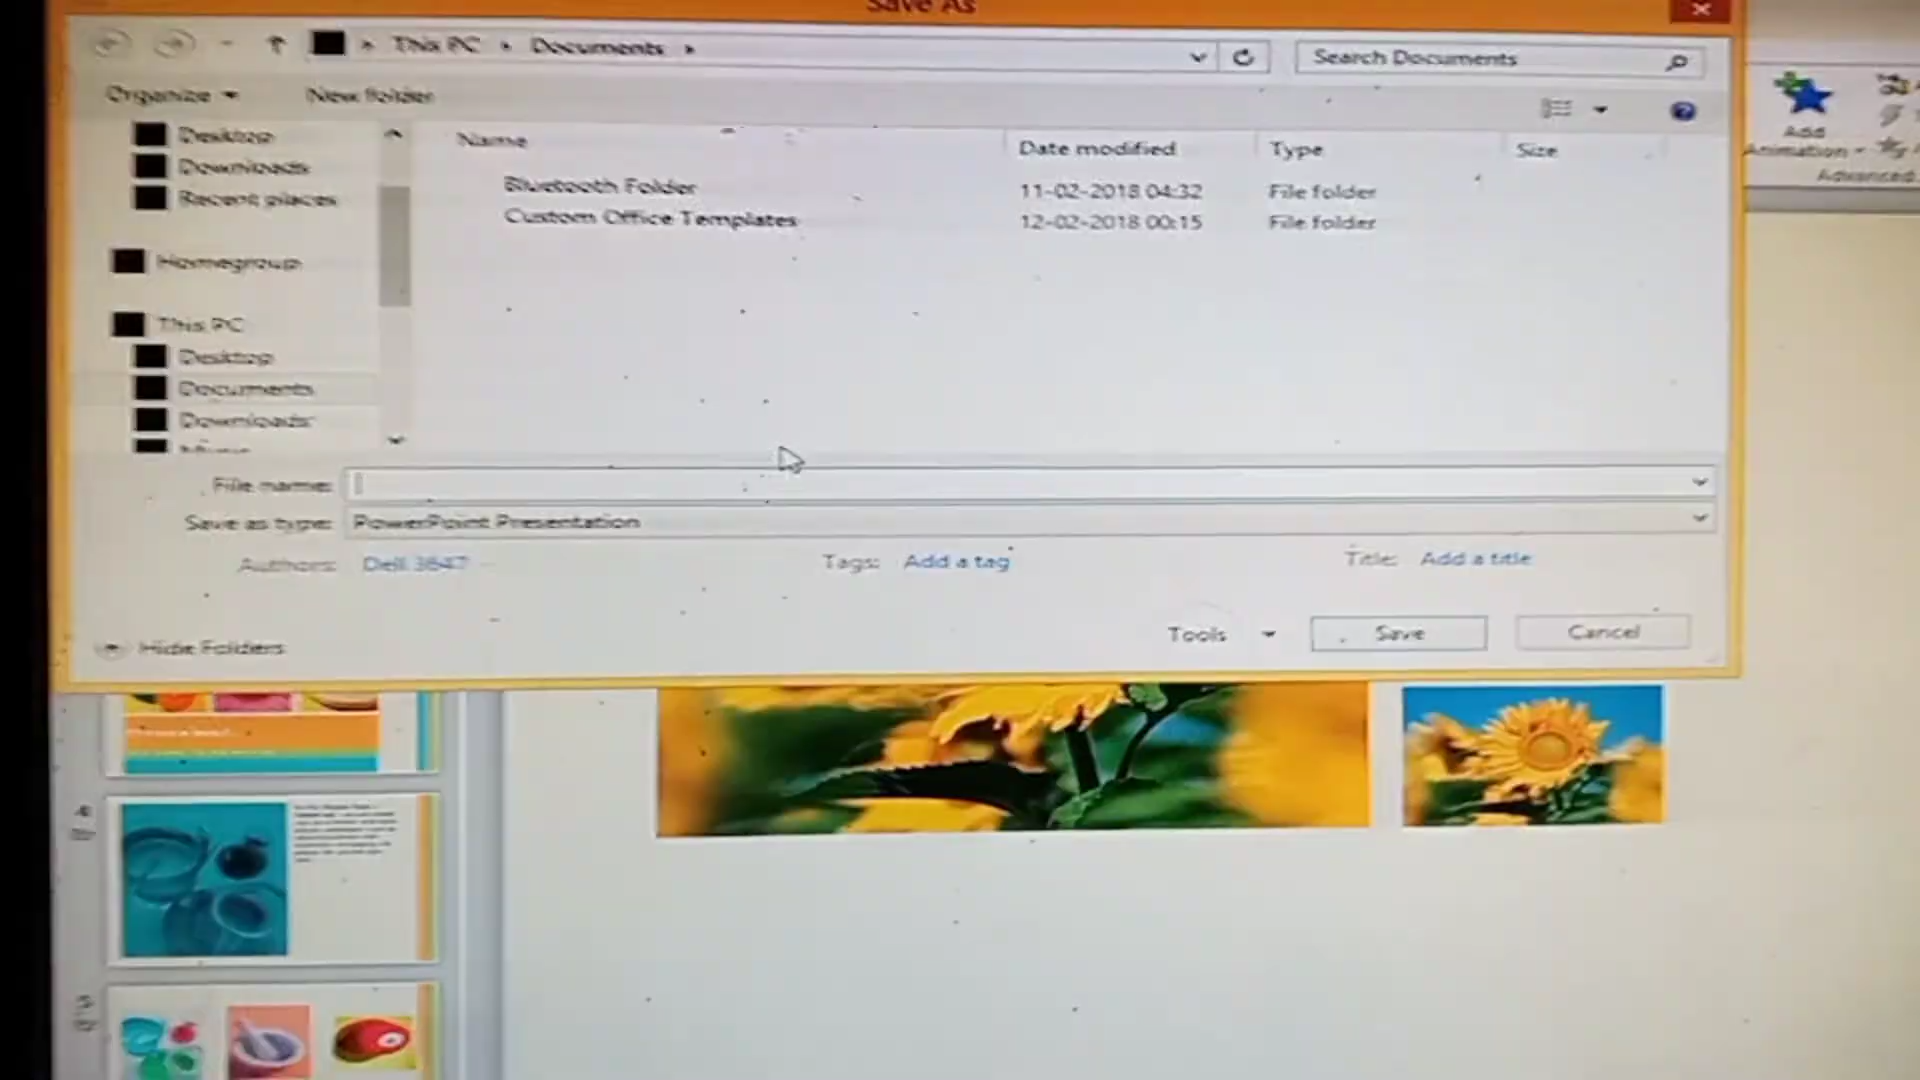 Save As
This PC Documents
Search Documents
Organize
New folder
Desktop
Downloads
Recent places
Homegroup
This PC
Desktop
Documents
Downloads
Name
Date modified
Type
Size
Bluetooth Folder
11-02-2018 04:32
File folder
Custom Office Templates
12-02-2018 00:15
File folder
File name:
Save as type:
PowerPoint Presentation
Authors:
Dell 3647
Tags:
Add a tag
Title:
Add a title
Hide Folders
Tools
Save
Cancel
Add
Animation
Advanced
4
5